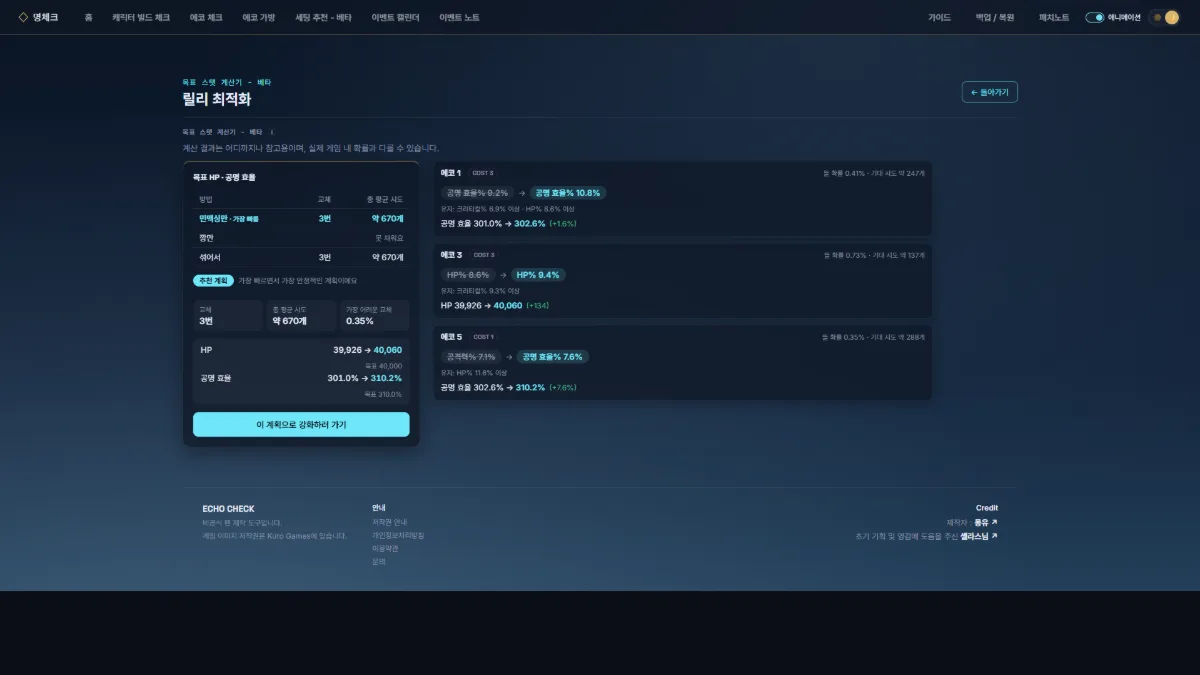 명체크
홈
캐릭터 빌드 체크
에코 체크
에코 가방
세팅 추천 - 베타
이벤트 캘린더
이벤트 노트
가이드
백업 / 복원
패치노트
애니메이션
목표 스탯 계산기 - 베타
릴리 최적화
← 돌아가기
목표 스탯 계산기 - 베타 i
계산 결과는 어디까지나 참고용이며, 실제 게임 내 확률과 다를 수 있습니다.
목표 HP · 공명 효율
방법 교체 총 평균 시도
민맥싱만 · 가장 빠름 3번 약 670개
깡만 못 채워요
섞어서 3번 약 670개
추천 계획 가장 빠르면서 가장 안정적인 계획이에요
교체
3번
총 평균 시도
약 670개
가장 어려운 교체
0.35%
HP 39,926 → 40,060
목표 40,000
공명 효율 301.0% → 310.2%
목표 310.0%
이 계획으로 강화하러 가기
에코 1 COST 3 둘 확률 0.41% · 기대 시도 약 247개
공명 효율% 9.2% → 공명 효율% 10.8%
유지: 크리티컬% 6.9% 이상 · HP% 8.6% 이상
공명 효율 301.0% → 302.6% (+1.6%)
에코 3 COST 3 둘 확률 0.73% · 기대 시도 약 137개
HP% 8.6% → HP% 9.4%
유지: 크리티컬% 9.3% 이상
HP 39,926 → 40,060 (+134)
에코 5 COST 1 둘 확률 0.35% · 기대 시도 약 288개
공격력% 7.1% → 공명 효율% 7.6%
유지: HP% 11.6% 이상
공명 효율 302.6% → 310.2% (+7.6%)
ECHO CHECK
비공식 팬 제작 도구입니다.
게임 이미지 저작권은 Kuro Games에 있습니다.
안내
저작권 안내
개인정보처리방침
이용약관
문의
Credit
제작자 : 몽유 ↗
초기 기획 및 영감에 도움을 주신 셀라스님 ↗